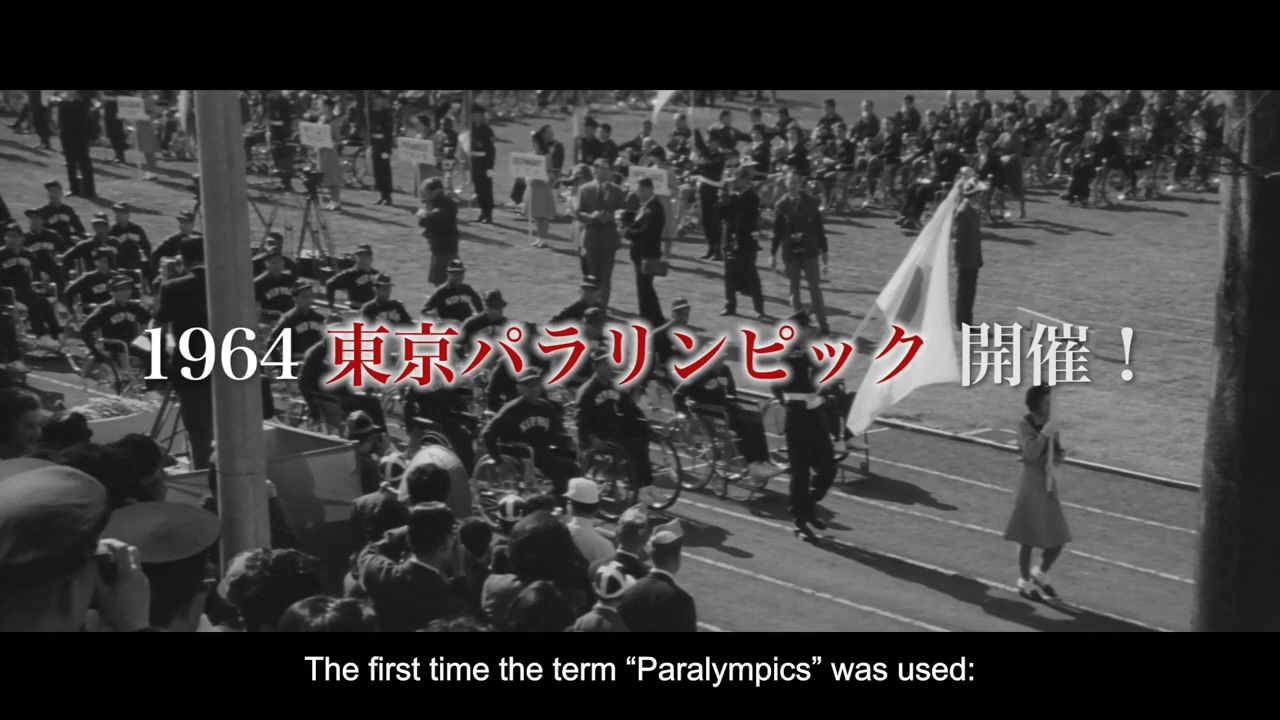 1964 東京パラリンピック 開催！
NIPPON
The first time the term “Paralympics” was used: